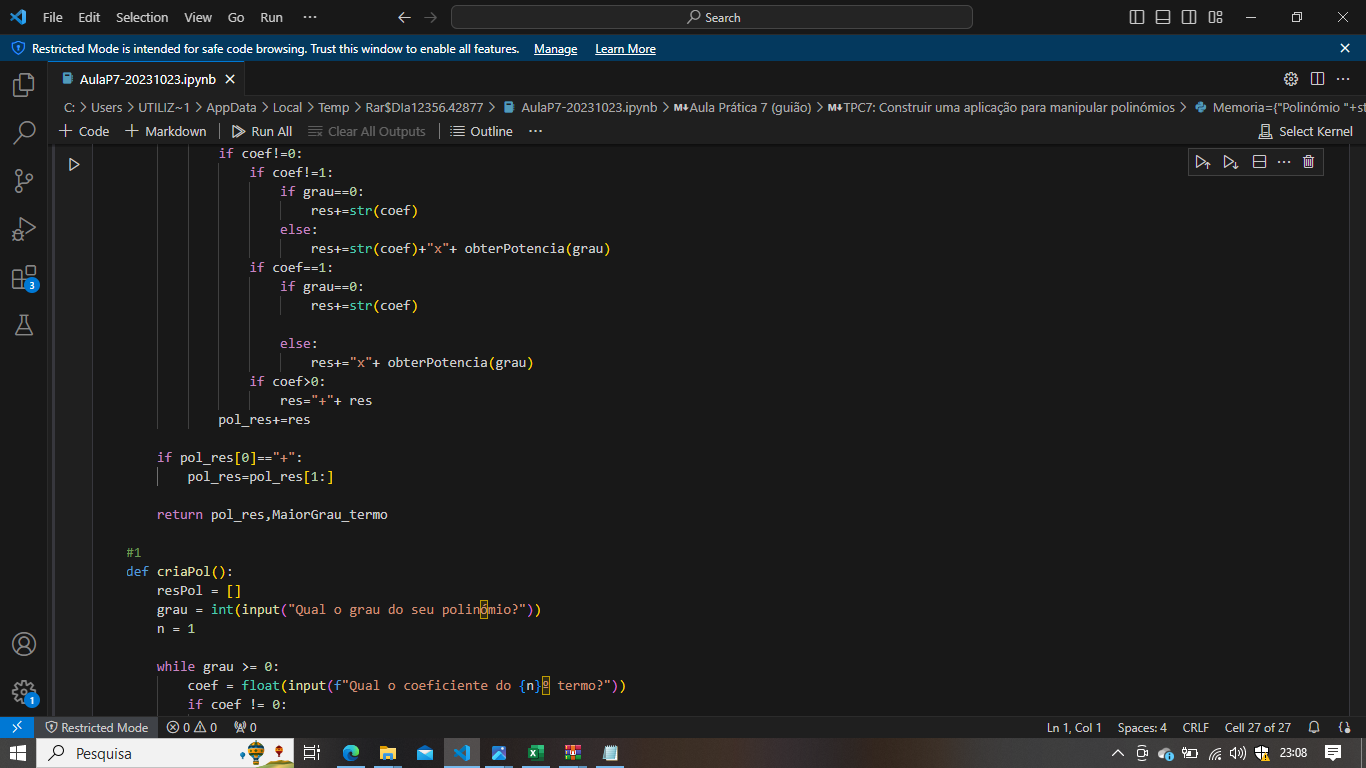 File Edit Selection View Go Run ··· Search
Restricted Mode is intended for safe code browsing. Trust this window to enable all features. Manage Learn More
AulaP7-20231023.ipynb
C: > Users > UTILIZ~1 > AppData > Local > Temp > Rar$DIa12356.42877 > AulaP7-20231023.ipynb > M↓Aula Prática 7 (guião) > M↓TPC7: Construir uma aplicação para manipular polinómios > Memoria={"Polinómio "+st
+ Code + Markdown Run All Clear All Outputs Outline ··· Select Kernel
if coef!=0:
if coef!=1:
if grau==0:
res+=str(coef)
else:
res+=str(coef)+"x"+ obterPotencia(grau)
if coef==1:
if grau==0:
res+=str(coef)
else:
res+="x"+ obterPotencia(grau)
if coef>0:
res="+"+ res
pol_res+=res
if pol_res[0]=="+":
pol_res=pol_res[1:]
return pol_res,MaiorGrau_termo
#1
def criaPol():
resPol = []
grau = int(input("Qual o grau do seu polinómio?"))
n = 1
while grau >= 0:
coef = float(input(f"Qual o coeficiente do {n}º termo?"))
if coef != 0:
3
1
Restricted Mode 0 0 0 Ln 1, Col 1 Spaces: 4 CRLF Cell 27 of 27
Pesquisa 23:08